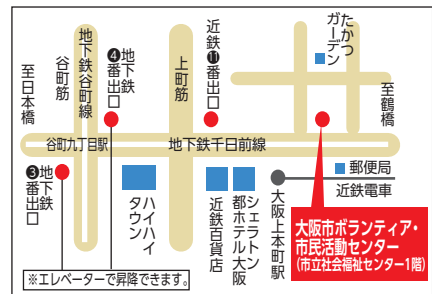 至日本橋
谷町筋
地下鉄谷町線
地下鉄
❹番出口
上町筋
近鉄
⓫番出口
たかつ
ガーデン
至鶴橋
谷町九丁目駅
地下鉄千日前線
地下鉄
❸番出口
ハイハイ
タウン
近鉄百貨店
シェラトン
都ホテル大阪
大阪上本町駅
郵便局
近鉄電車
大阪市ボランティア・
市民活動センター
(市立社会福祉センター1階)
※エレベーターで昇降できます。